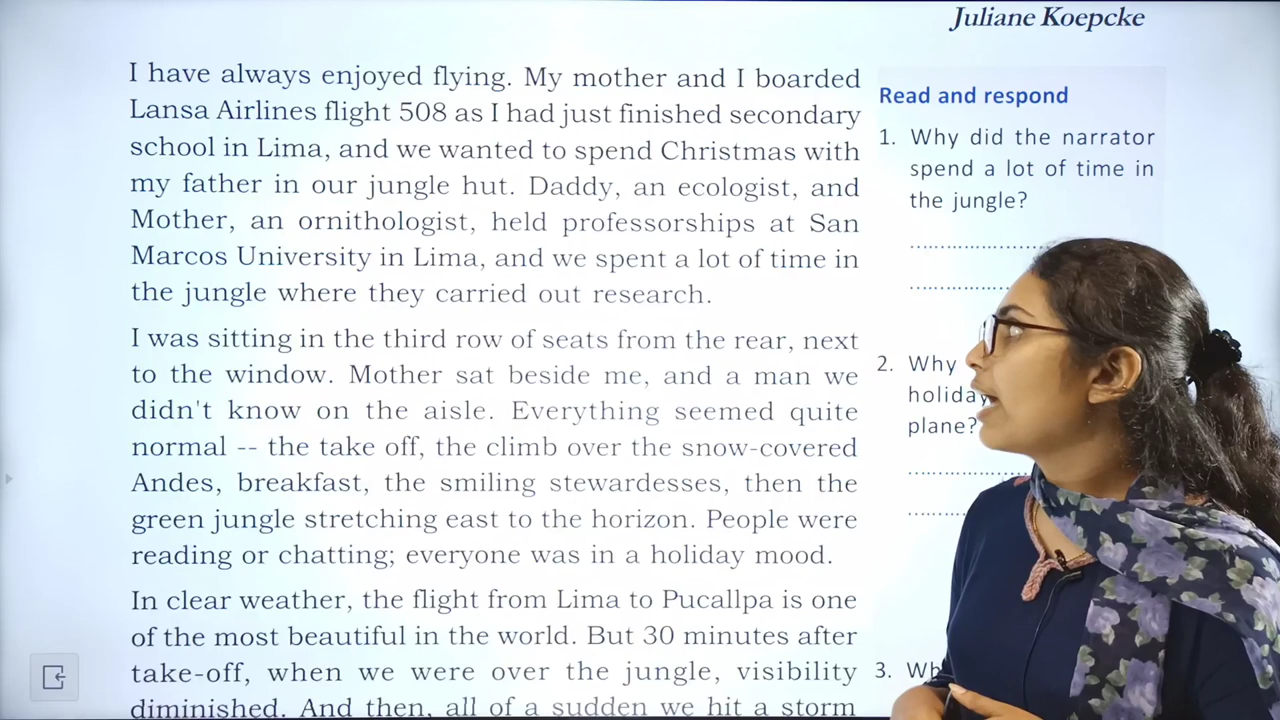 Juliane Koepcke
I have always enjoyed flying. My mother and I boarded
Lansa Airlines flight 508 as I had just finished secondary
school in Lima, and we wanted to spend Christmas with
my father in our jungle hut. Daddy, an ecologist, and
Mother, an ornithologist, held professorships at San
Marcos University in Lima, and we spent a lot of time in
the jungle where they carried out research.
I was sitting in the third row of seats from the rear, next
to the window. Mother sat beside me, and a man we
didn't know on the aisle. Everything seemed quite
normal -- the take off, the climb over the snow-covered
Andes, breakfast, the smiling stewardesses, then the
green jungle stretching east to the horizon. People were
reading or chatting; everyone was in a holiday mood.
In clear weather, the flight from Lima to Pucallpa is one
of the most beautiful in the world. But 30 minutes after
take-off, when we were over the jungle, visibility
diminished. And then, all of a sudden we hit a storm
Read and respond
1. Why did the narrator
spend a lot of time in
the jungle?
2. Why
holiday
plane?
3.